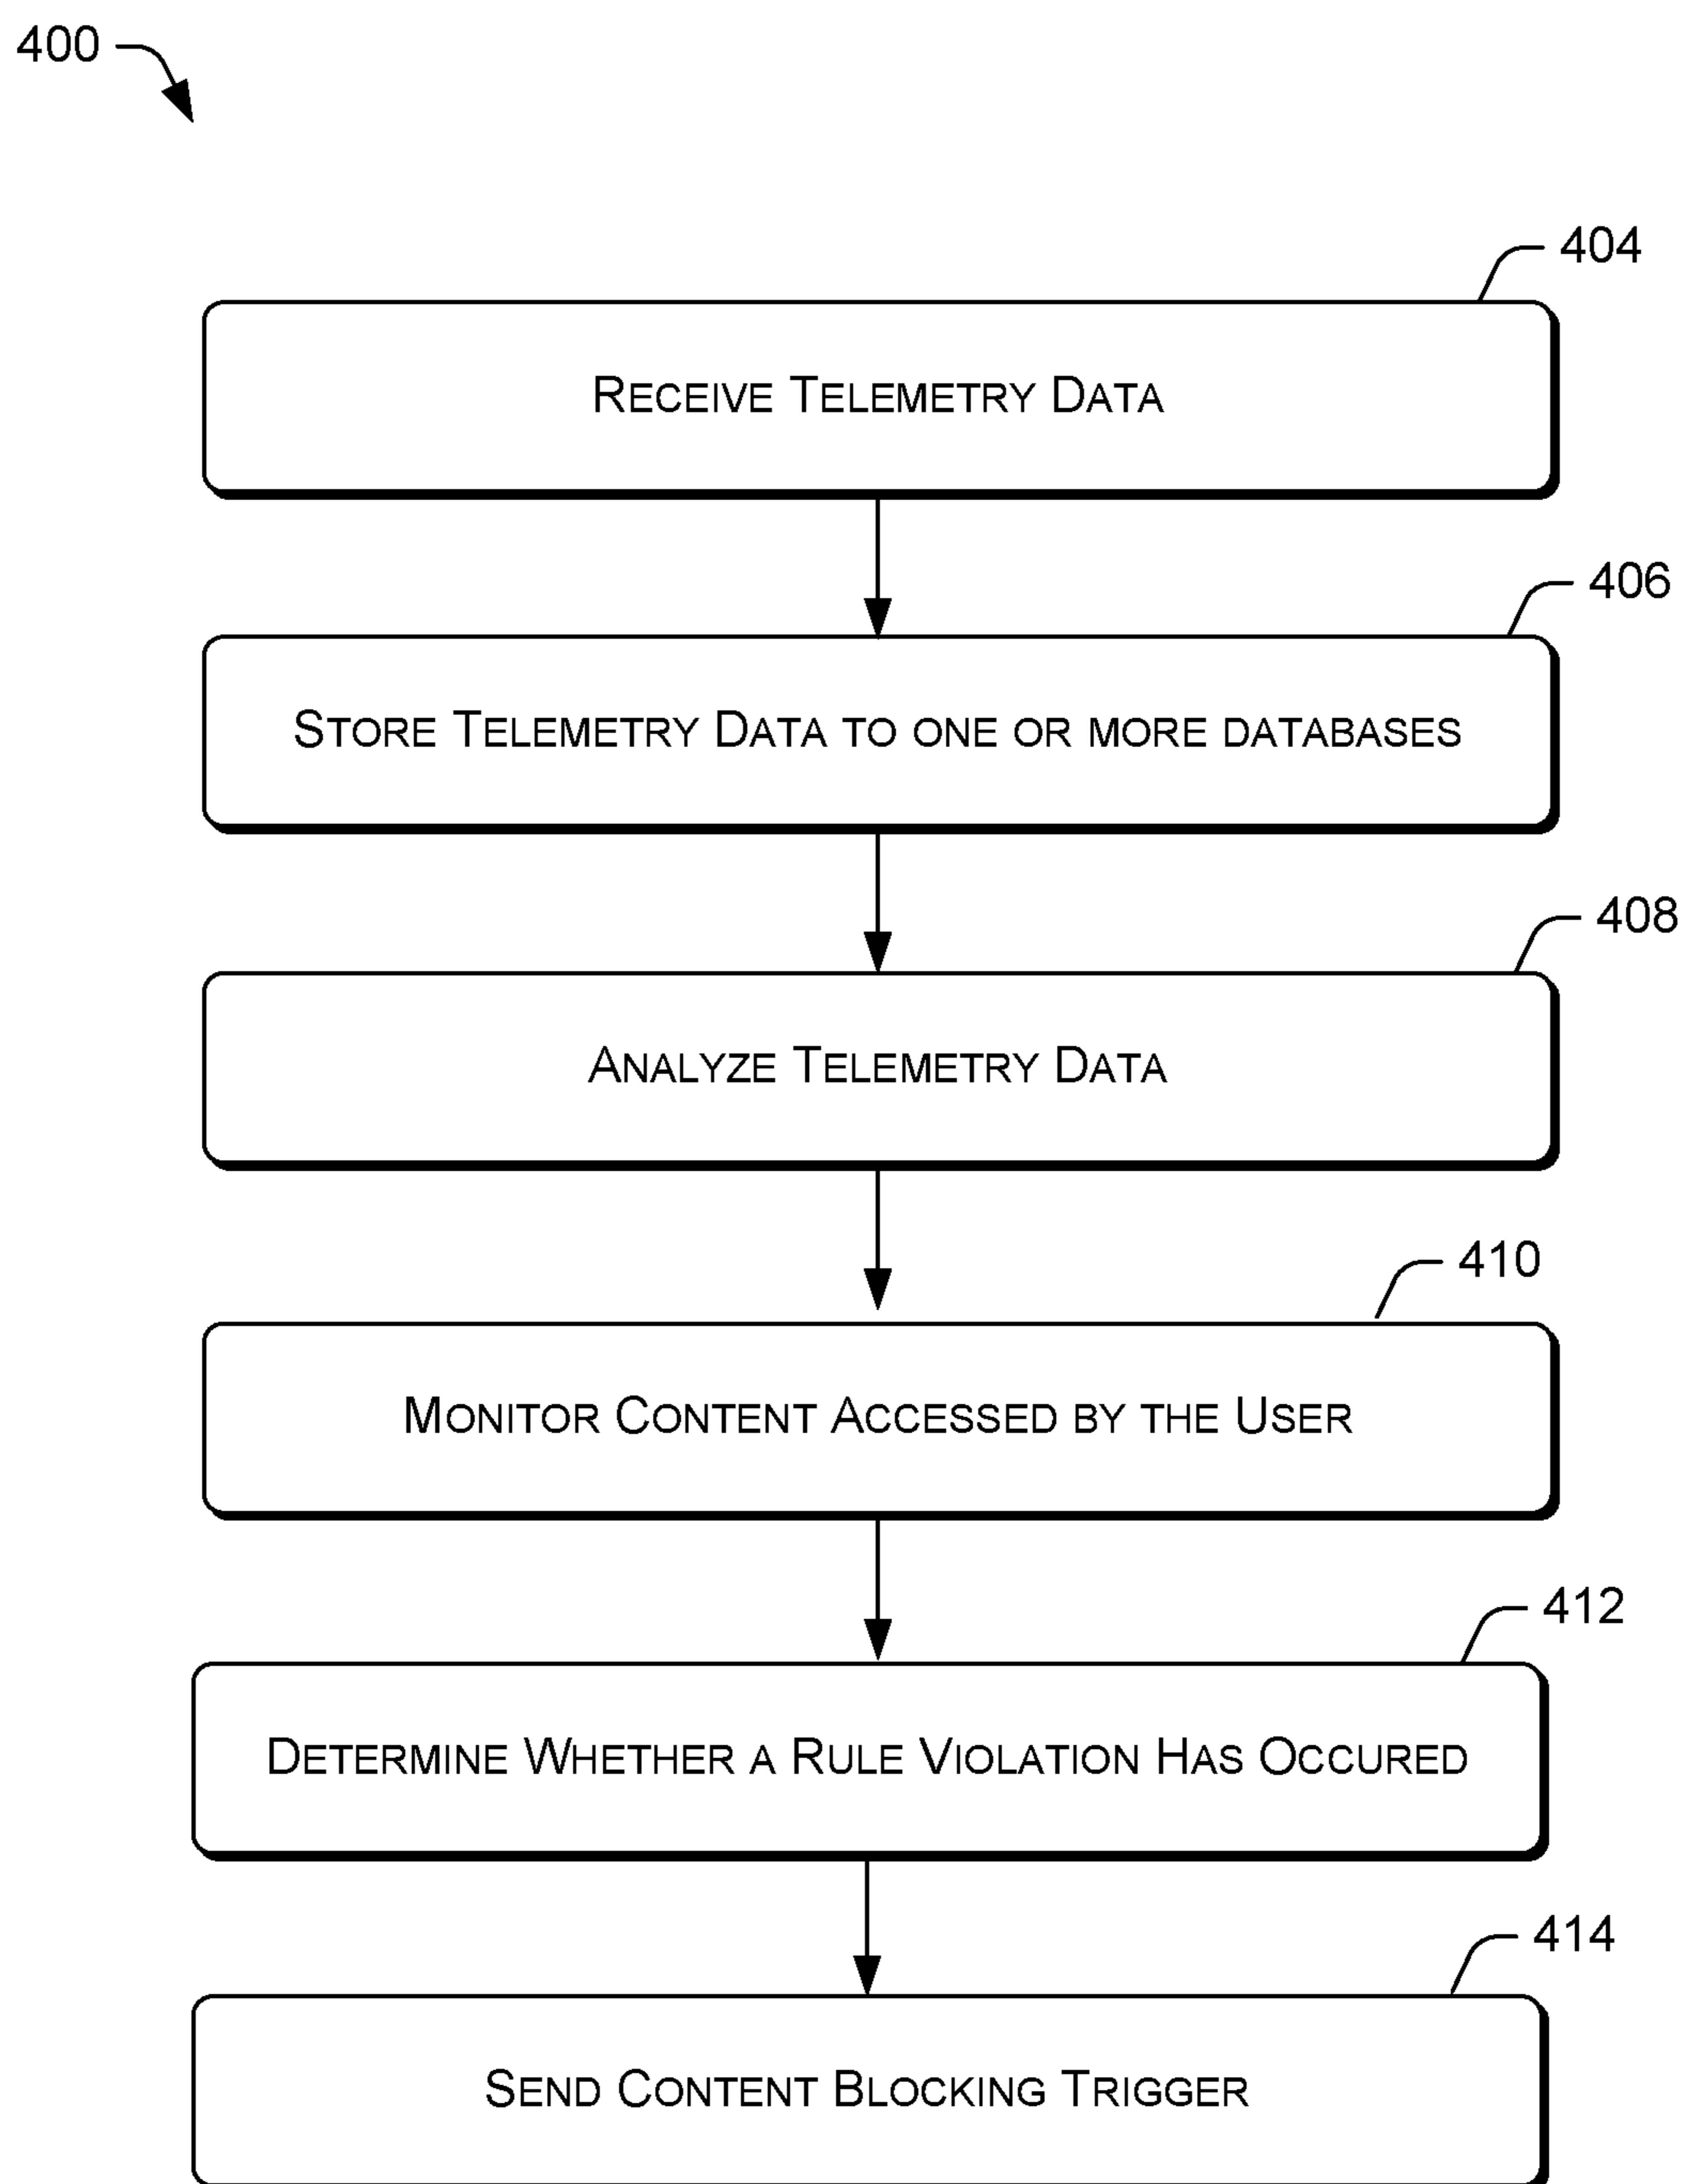 400
404
Receive Telemetry Data
406
Store Telemetry Data to one or more databases
408
Analyze Telemetry Data
410
Monitor Content Accessed by the User
412
Determine Whether a Rule Violation Has Occured
414
Send Content Blocking Trigger